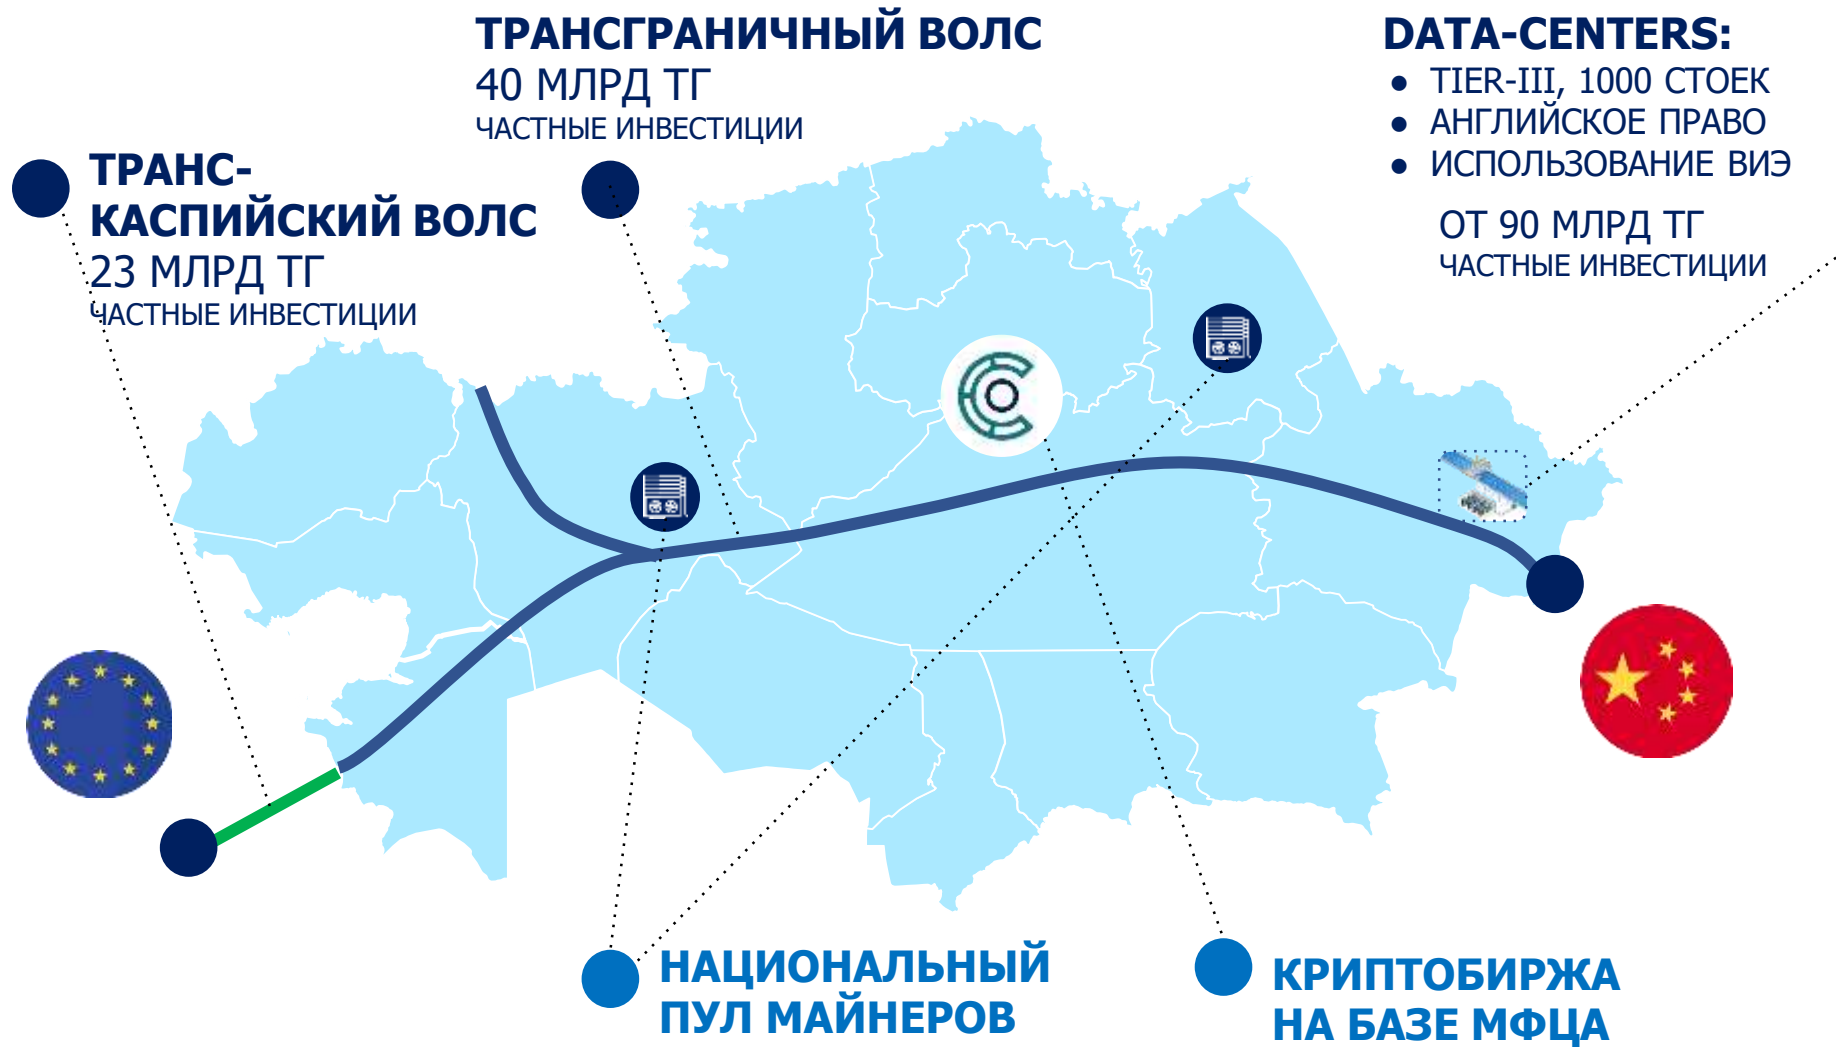 ТРАНСГРАНИЧНЫЙ ВОЛС
40 МЛРД ТГ
ЧАСТНЫЕ ИНВЕСТИЦИИ
DATA-CENTERS:
● TIER-III, 1000 СТОЕК
● АНГЛИЙСКОЕ ПРАВО
● ИСПОЛЬЗОВАНИЕ ВИЭ
ОТ 90 МЛРД ТГ
ЧАСТНЫЕ ИНВЕСТИЦИИ
ТРАНС-
КАСПИЙСКИЙ ВОЛС
23 МЛРД ТГ
ЧАСТНЫЕ ИНВЕСТИЦИИ
НАЦИОНАЛЬНЫЙ
ПУЛ МАЙНЕРОВ
КРИПТОБИРЖА
НА БАЗЕ МФЦА